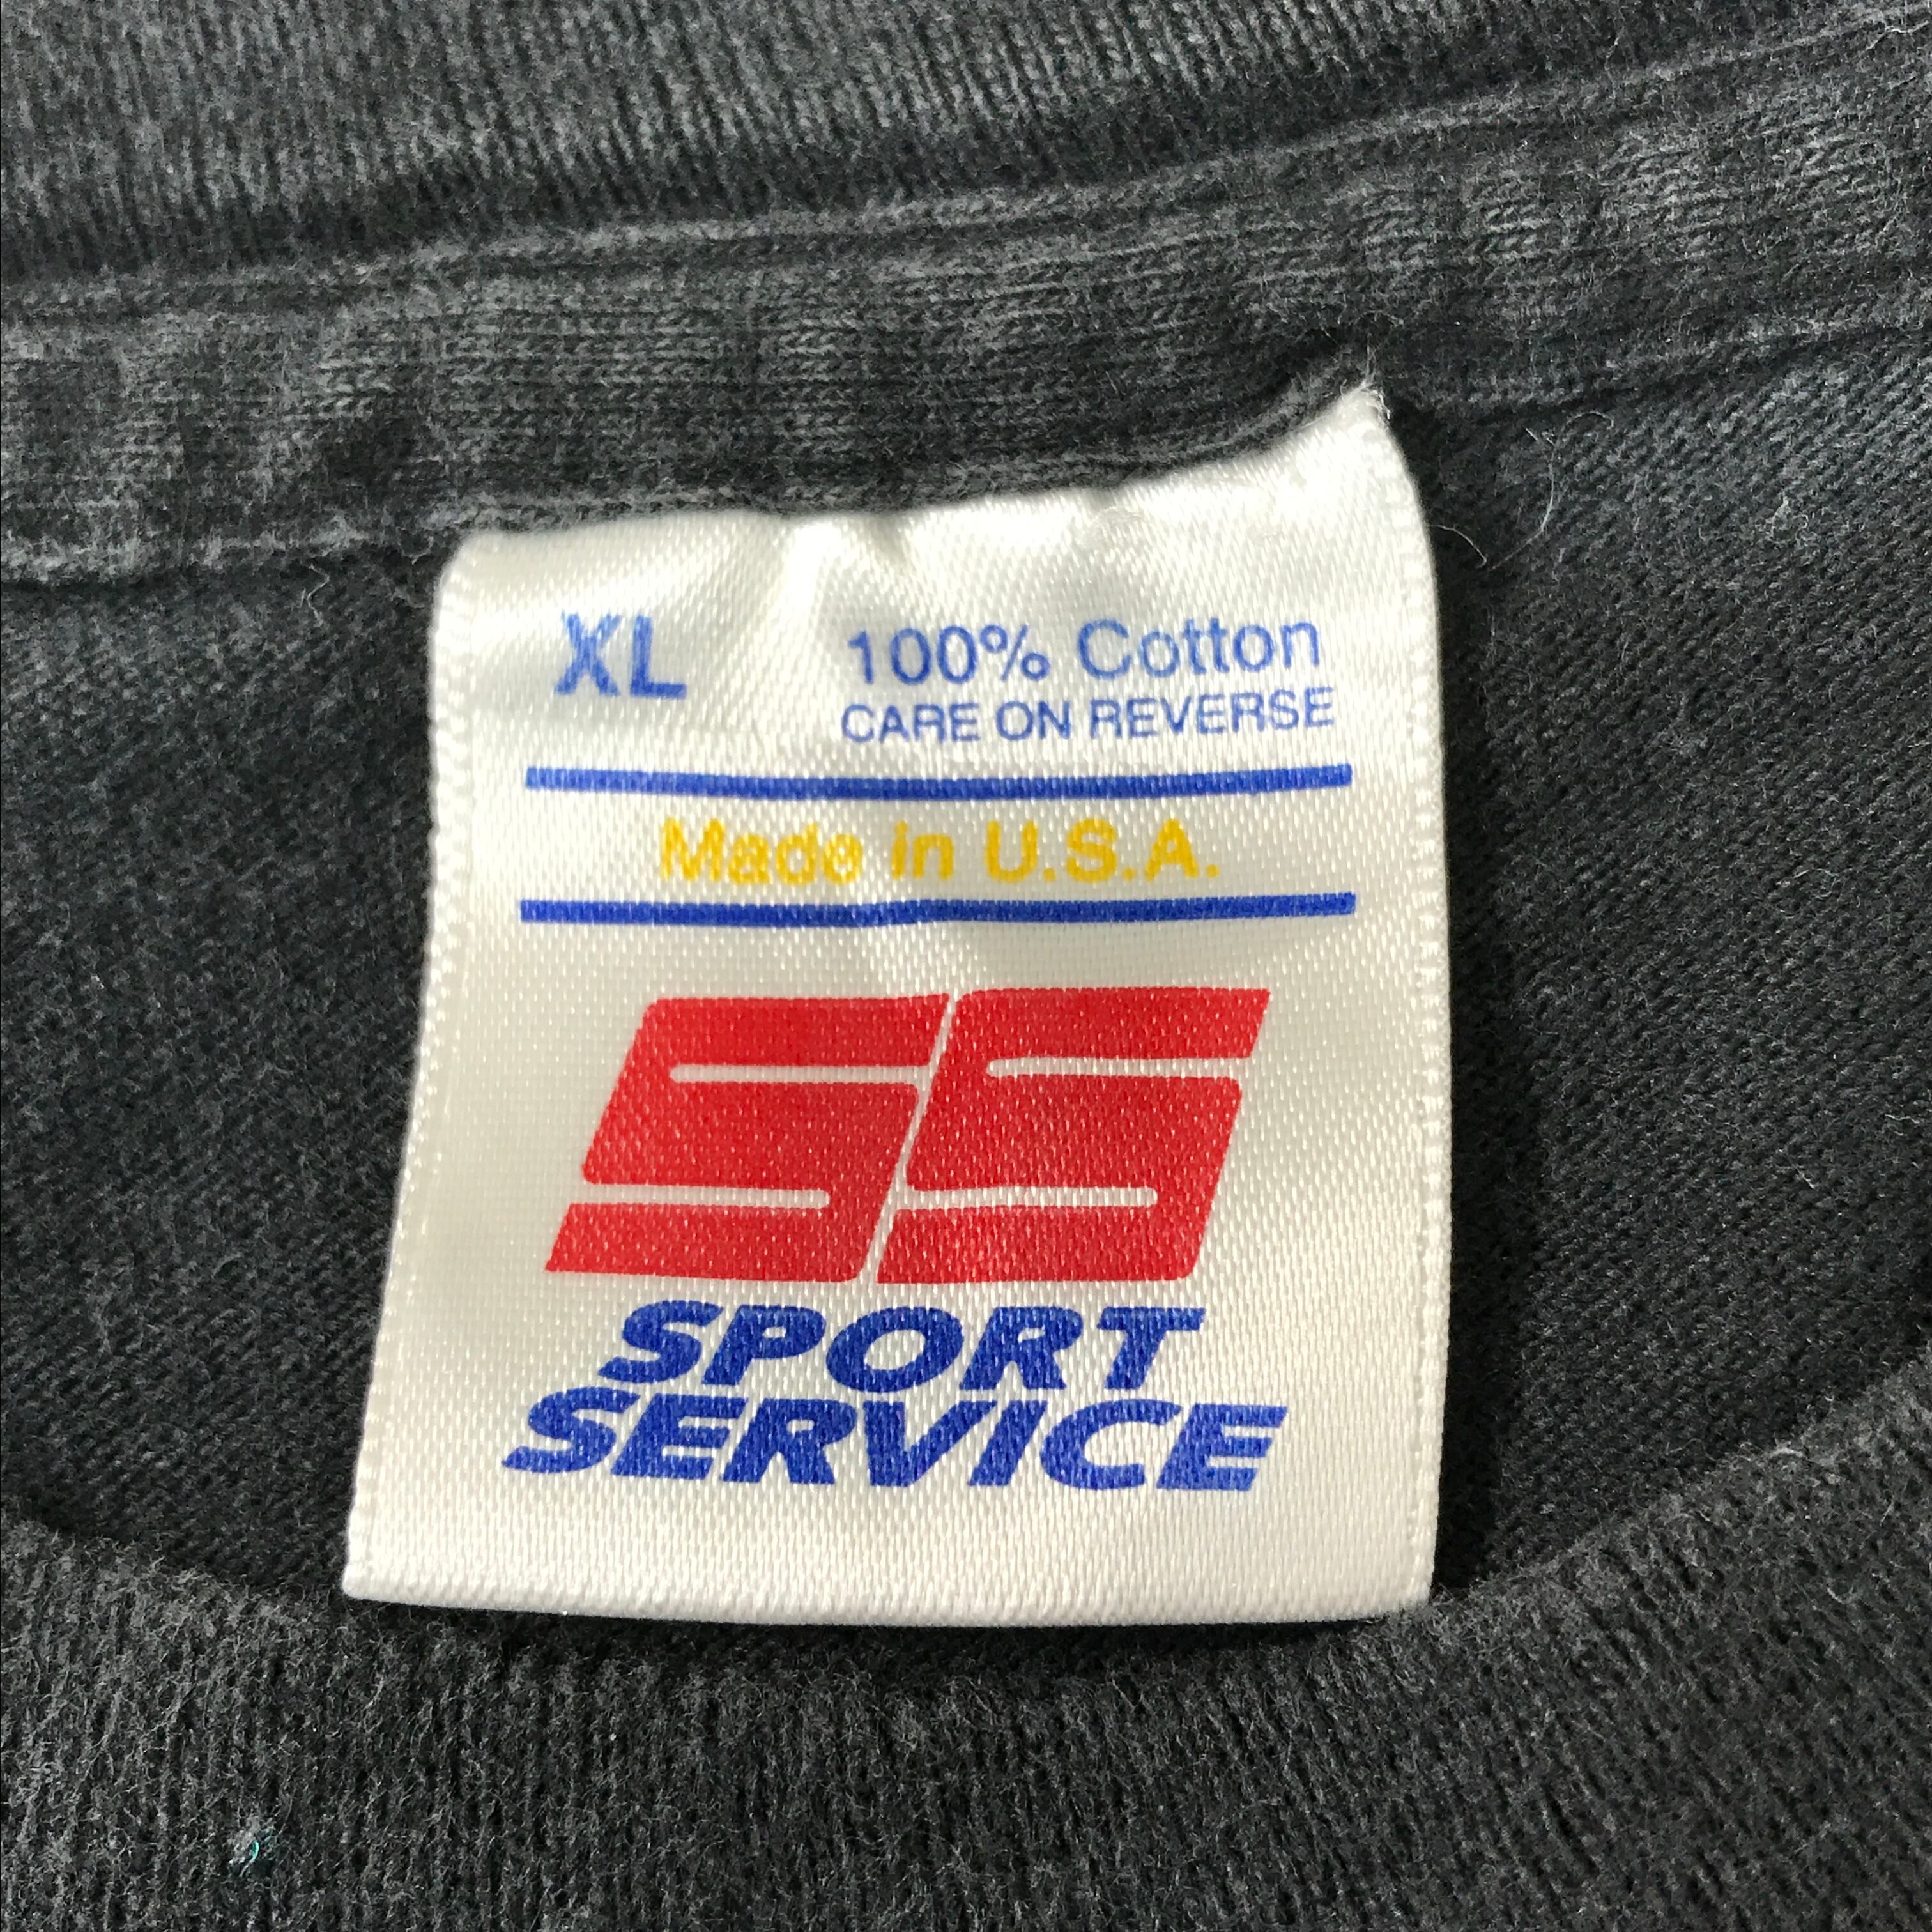 XL 100% Cotton
CARE ON REVERSE
Made in U.S.A.
SS
SPORT
SERVICE